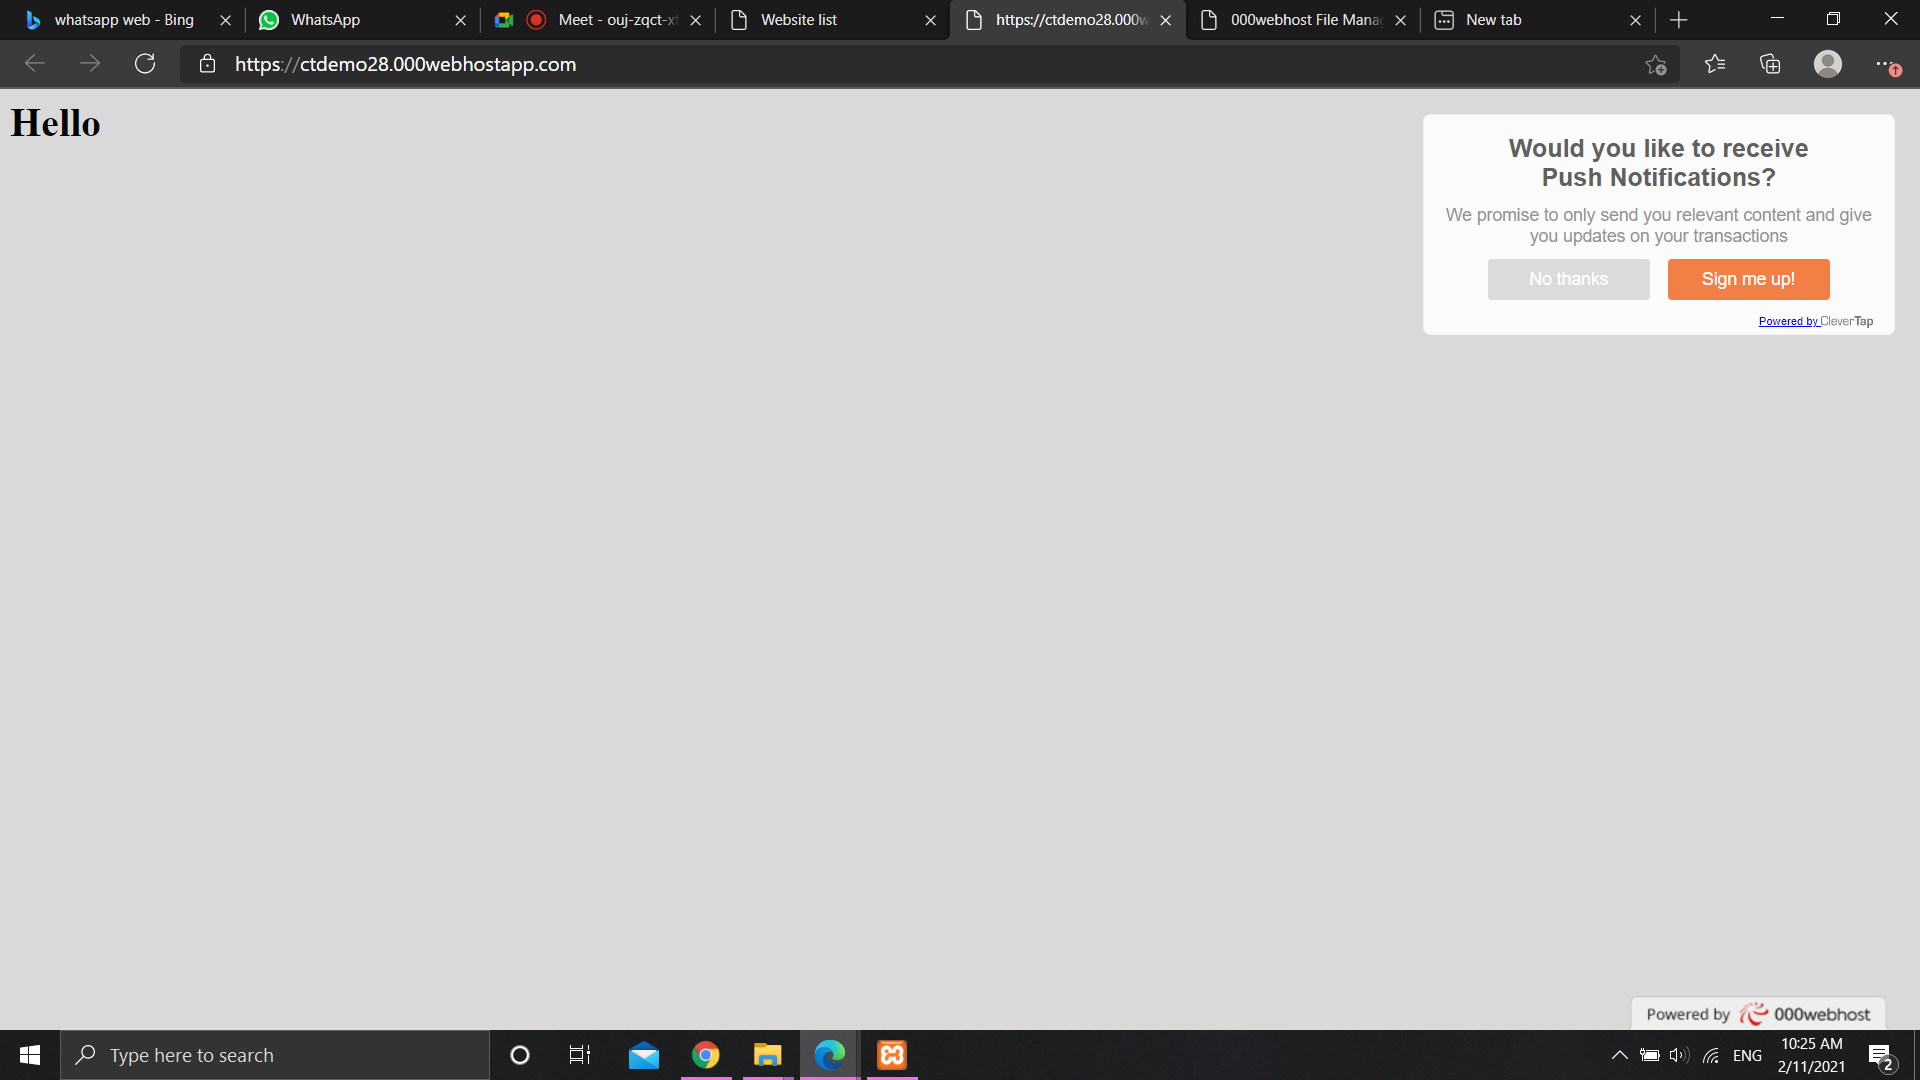 whatsapp web - Bing
WhatsApp
Meet - ouj-zqct-x
Website list
https://ctdemo28.000w
000webhost File Mana
New tab
https://ctdemo28.000webhostapp.com
Hello
Would you like to receive
Push Notifications?
We promise to only send you relevant content and give
you updates on your transactions
No thanks
Sign me up!
Powered by CleverTap
Powered by 000webhost
Type here to search
ENG
10:25 AM
2/11/2021
2